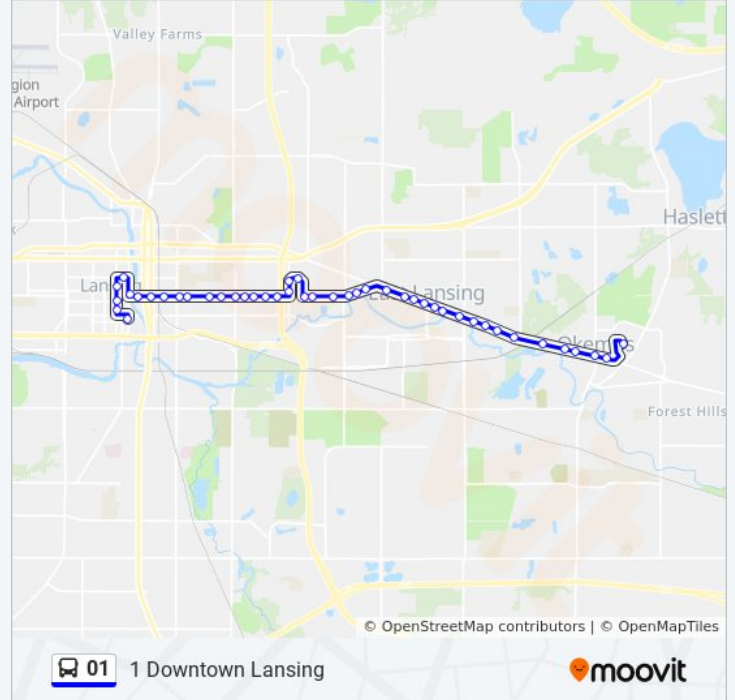 Valley Farms
gion
Airport
Haslett
Lansing
East Lansing
Okemos
Forest Hills
© OpenStreetMap contributors | © OpenMapTiles
01 1 Downtown Lansing moovit